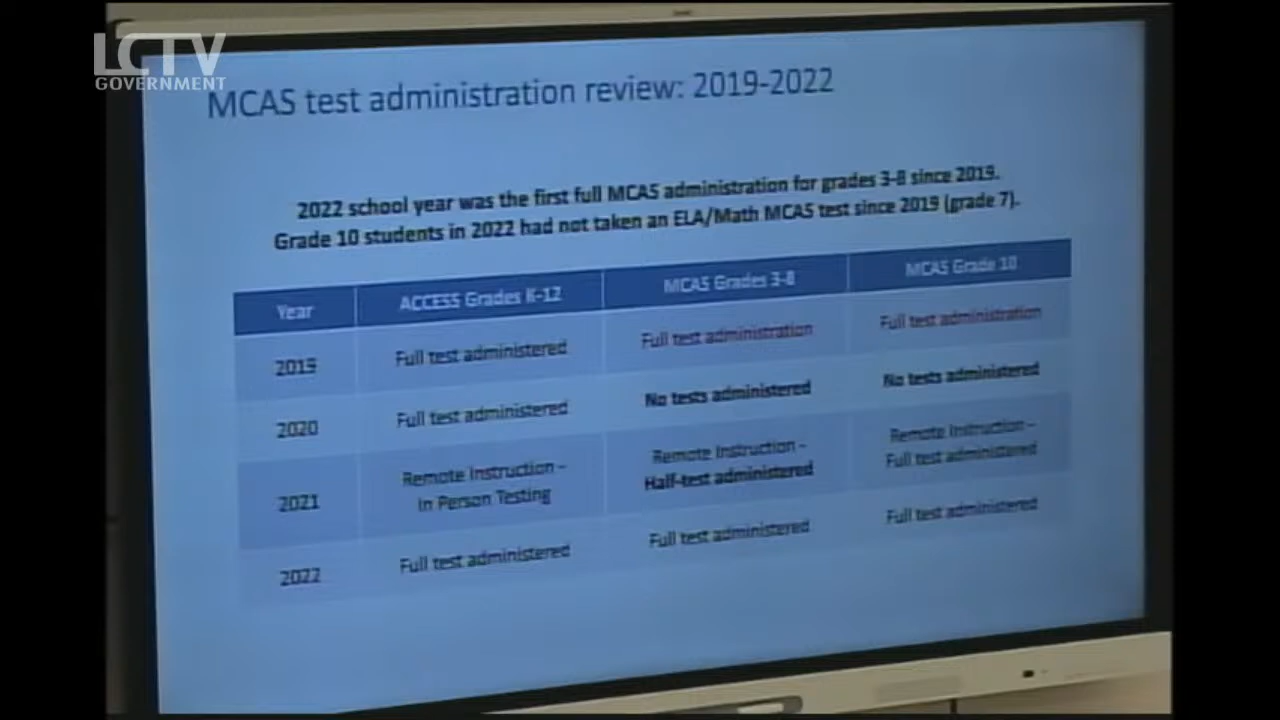 LCTV
GOVERNMENT
MCAS test administration review: 2019-2022
2022 school year was the first full MCAS administration for grades 3-8 since 2019.
Grade 10 students in 2022 had not taken an ELA/Math MCAS test since 2019 (grade 7).
Year ACCESS Grades K-12 MCAS Grades 3-8 MCAS Grade 10
2019 Full test administered Full test administration Full test administration
2020 Full test administered No tests administered No tests administered
2021 Remote Instruction – Remote Instruction - Remote Instruction –
In Person Testing Half-test administered Full test administered
2022 Full test administered Full test administered Full test administered